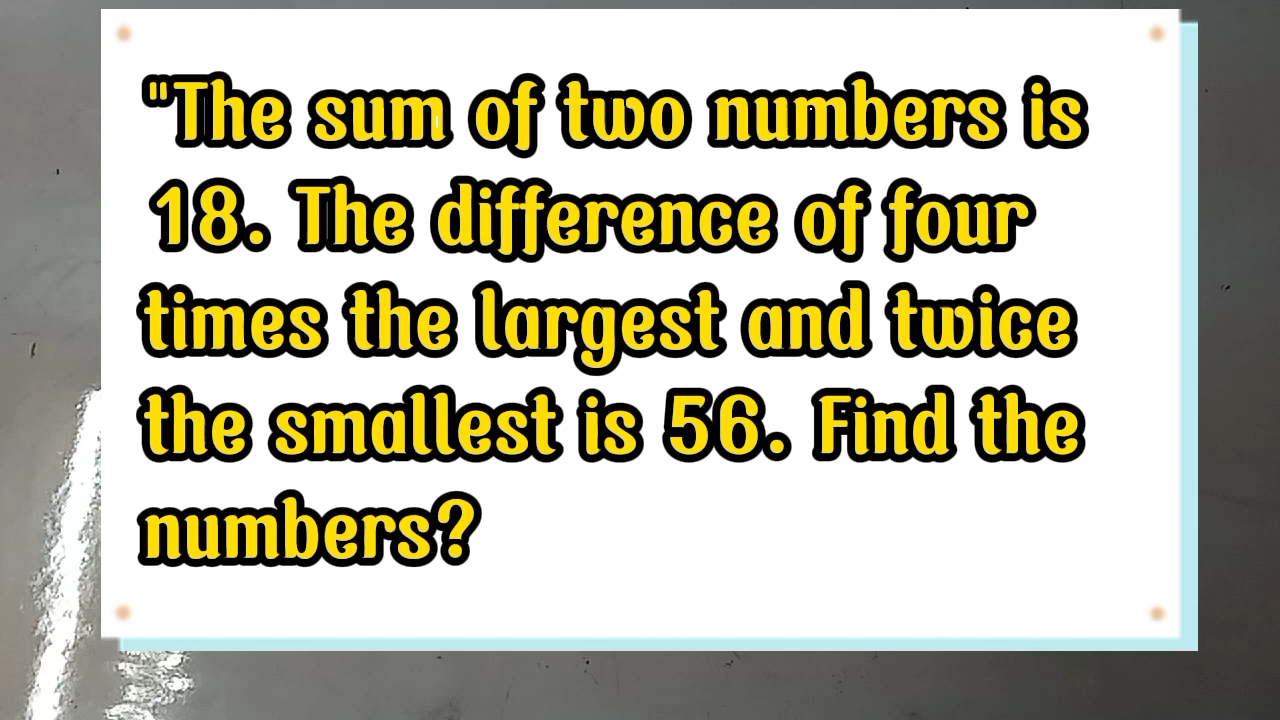 "The sum of two numbers is
18. The difference of four
times the largest and twice
the smallest is 56. Find the
numbers?